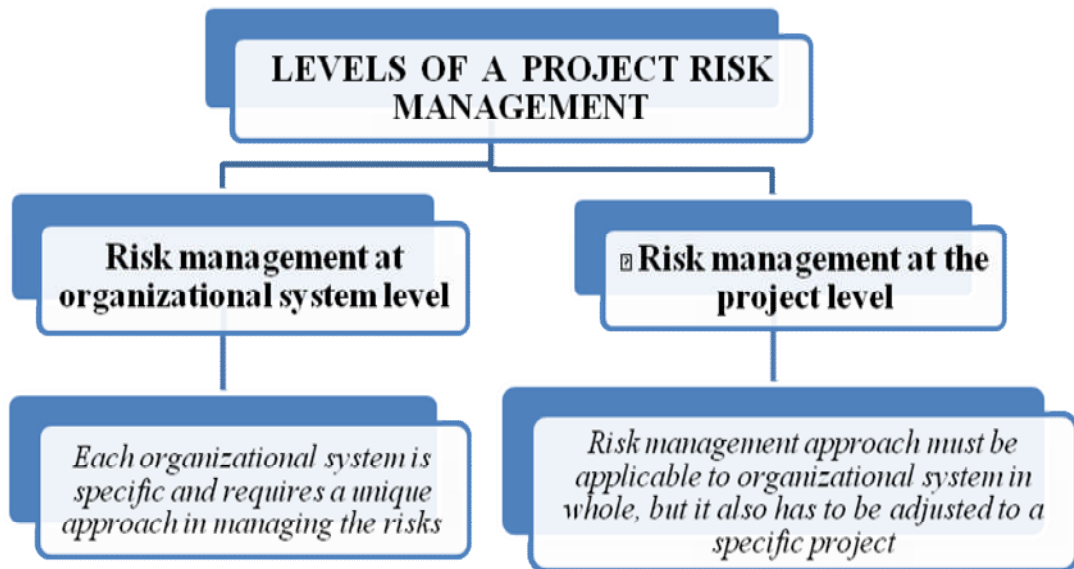 LEVELS OF A PROJECT RISK
MANAGEMENT
Risk management at
organizational system level
Risk management at the
project level
Each organizational system is
specific and requires a unique
approach in managing the risks
Risk management approach must be
applicable to organizational system in
whole, but it also has to be adjusted to a
specific project